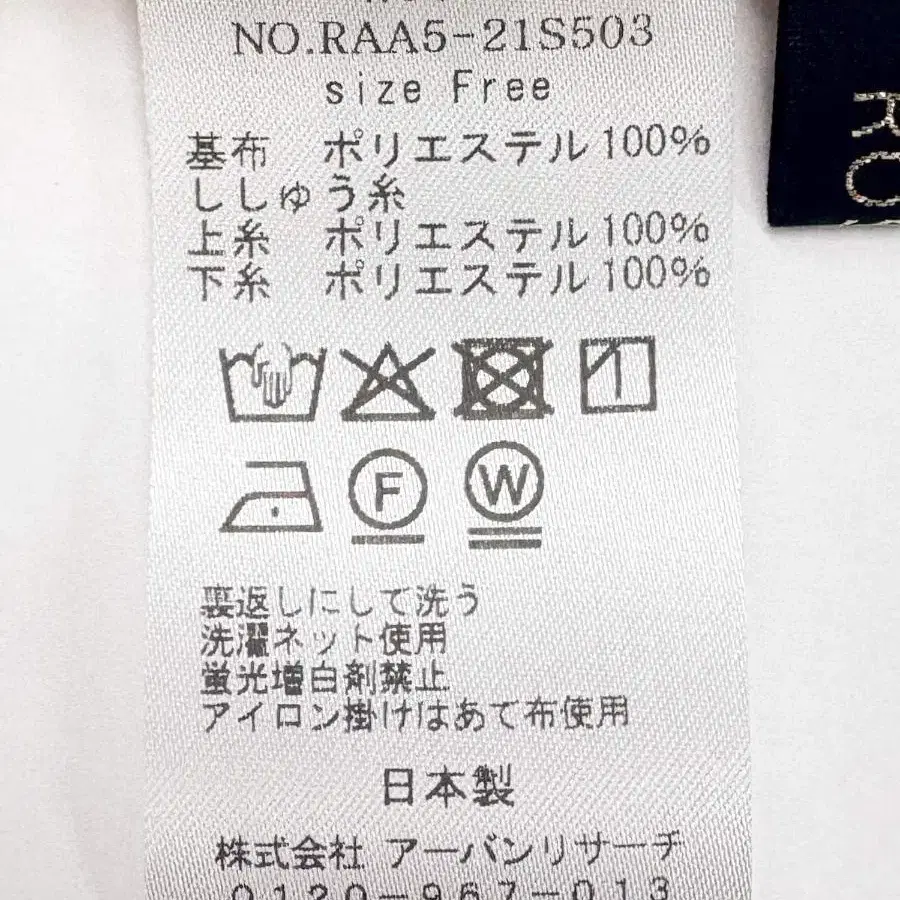 NO.RAA5-21S503
size Free
基布 ポリエステル100%
ししゅう糸
上糸 ポリエステル100%
下糸 ポリエステル100%
F W
裏返しにして洗う
洗濯ネット使用
蛍光増白剤禁止
アイロン掛けはあて布使用
日本製
株式会社 アーバンリサーチ
0120-967-013
RO